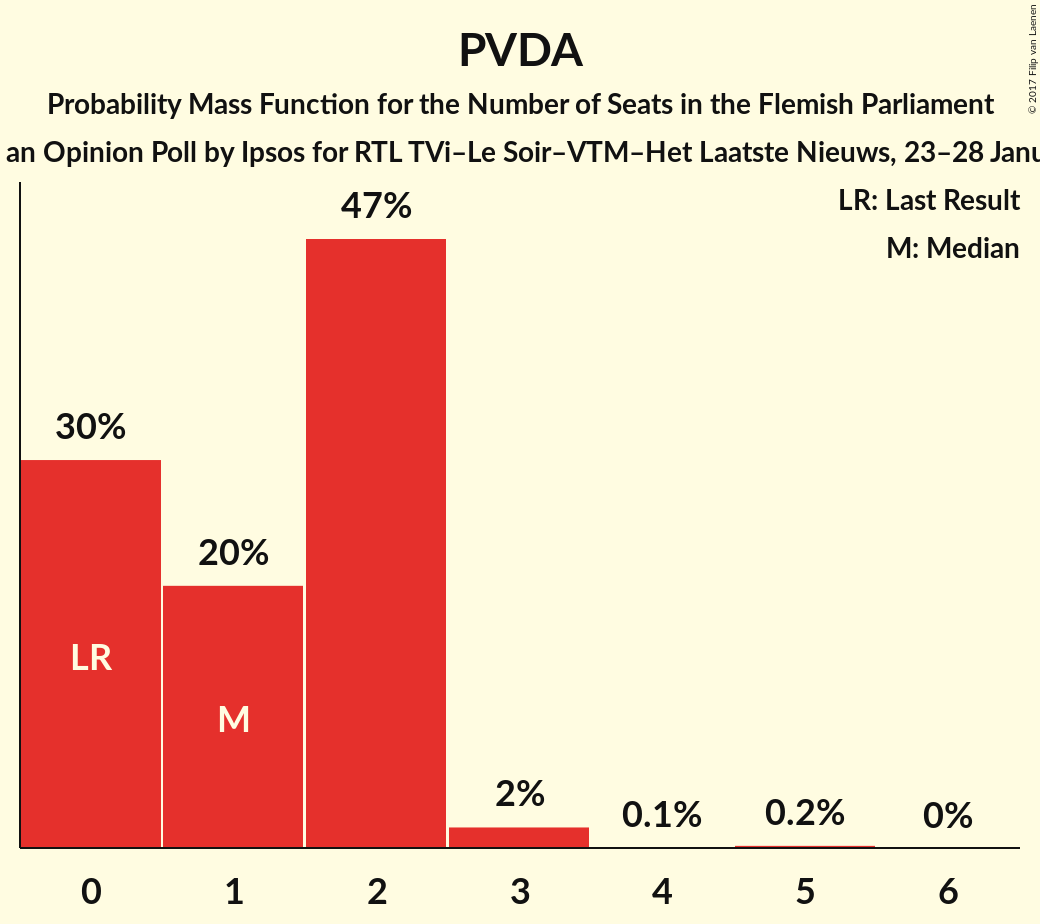 PVDA
Probability Mass Function for the Number of Seats in the Flemish Parliament
an Opinion Poll by Ipsos for RTL TVi–Le Soir–VTM–Het Laatste Nieuws, 23–28 Janu
© 2017 Filip van Laenen
LR: Last Result
M: Median
47%
30%
20%
LR
M
2%
0.1%
0.2%
0%
0 1 2 3 4 5 6